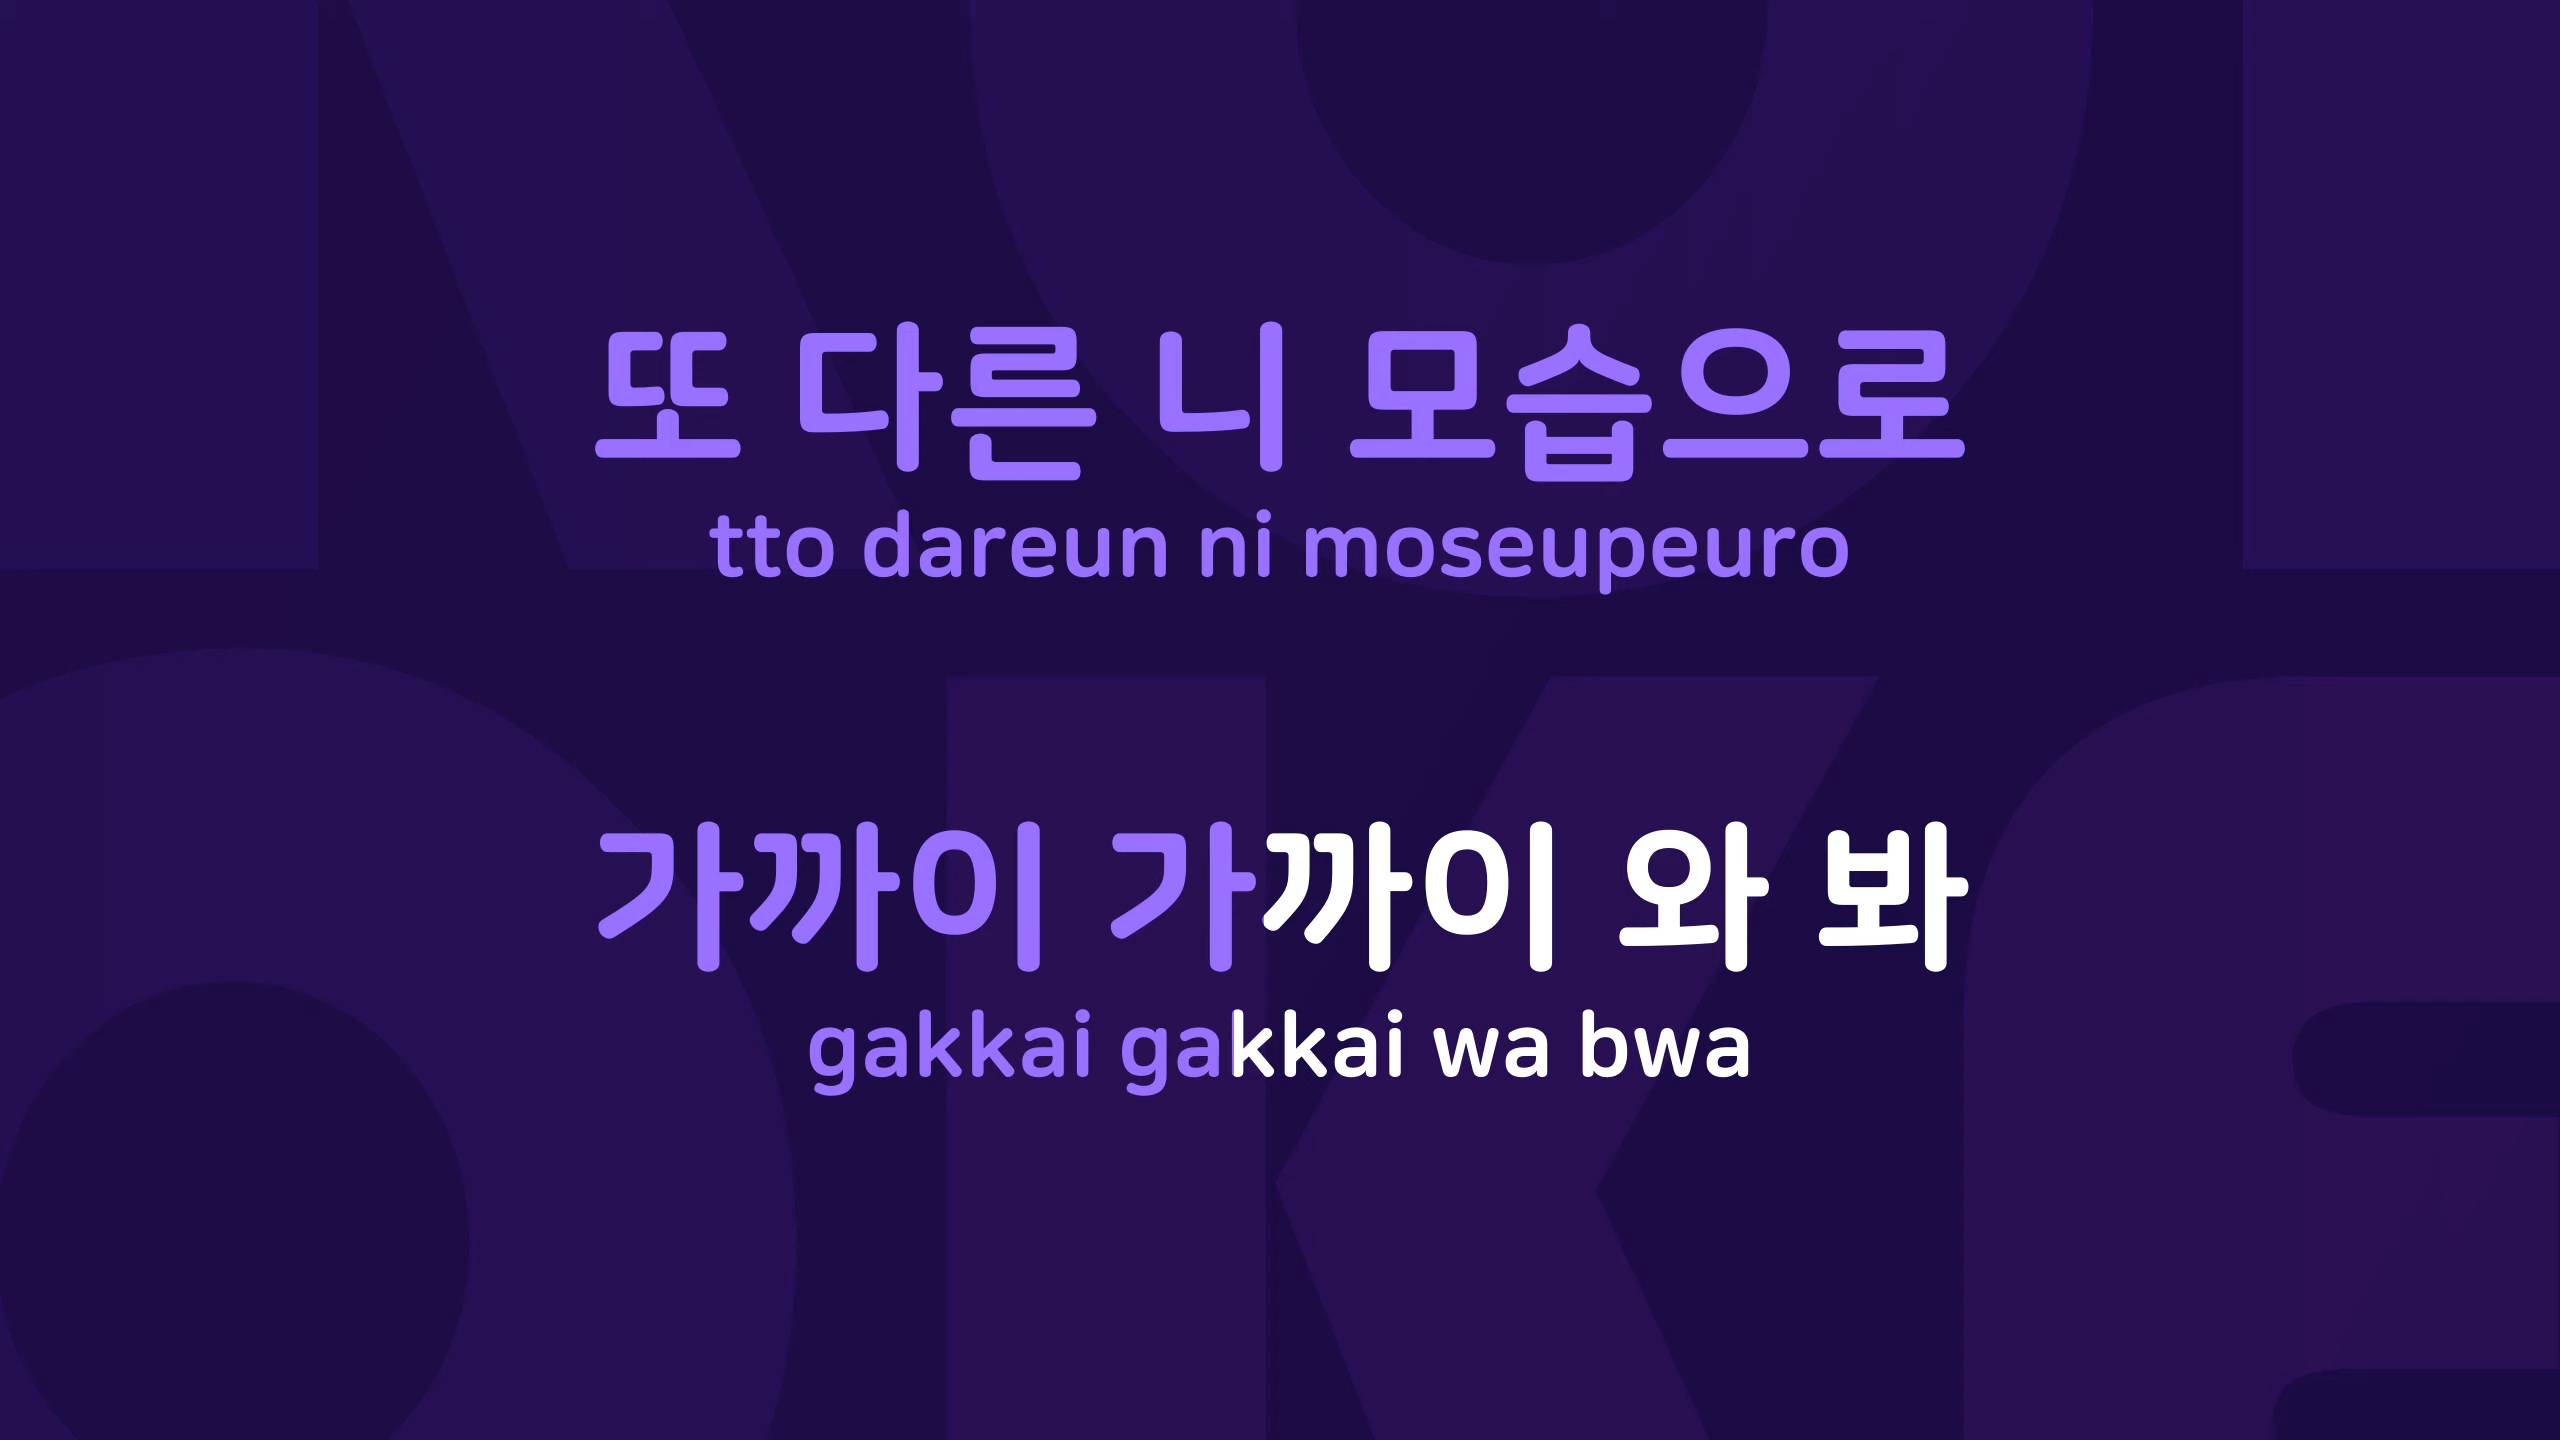 또 다른 니 모습으로
tto dareun ni moseupeuro
가까이 가까이 와 봐
gakkai gakkai wa bwa